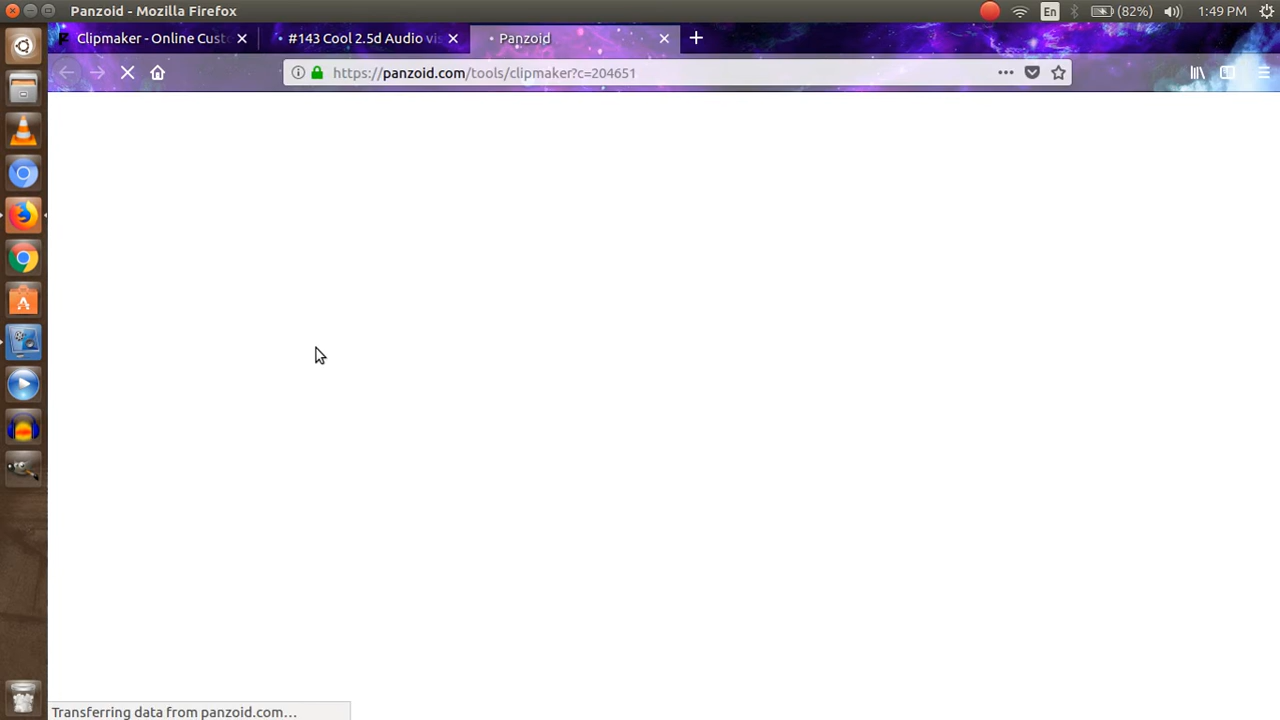 Panzoid - Mozilla Firefox
En
(82%)
1:49 PM
Clipmaker - Online Cust
#143 Cool 2.5d Audio vis
Panzoid
https://panzoid.com/tools/clipmaker?c=204651
Transferring data from panzoid.com…